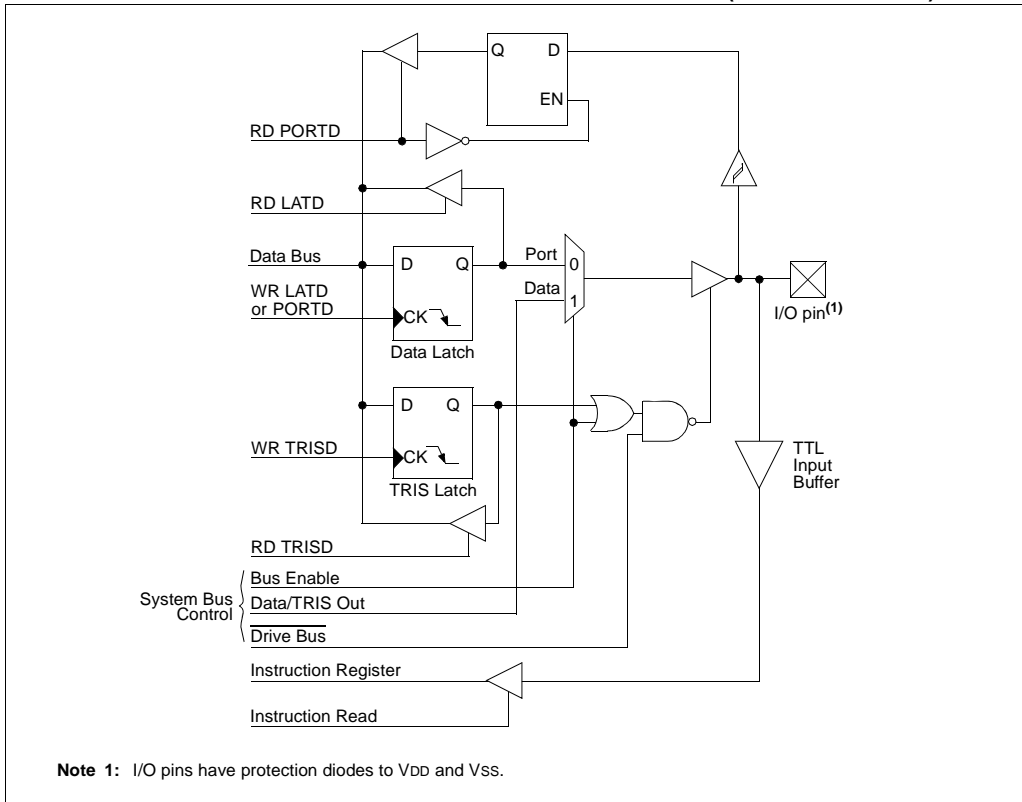 Q D
EN
RD PORTD
RD LATD
Data Bus
D Q
Port
0
Data
1
WR LATD
or PORTD
CK
Data Latch
I/O pin(1)
D Q
WR TRISD
CK
TRIS Latch
TTL
Input
Buffer
RD TRISD
System Bus
Control
Bus Enable
Data/TRIS Out
Drive Bus
Instruction Register
Instruction Read
Note 1: I/O pins have protection diodes to VDD and VSS.